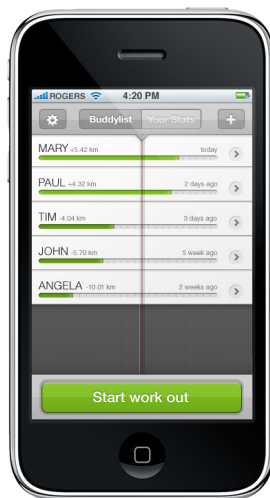 ROGERS 4:20 PM
Buddylist Your Stats +
MARY +5.42 km today
PAUL +4.32 km 2 days ago
TIM -4.04 km 3 days ago
JOHN -5.70 km 5 week ago
ANGELA -10.01 km 2 weeks ago
Start work out